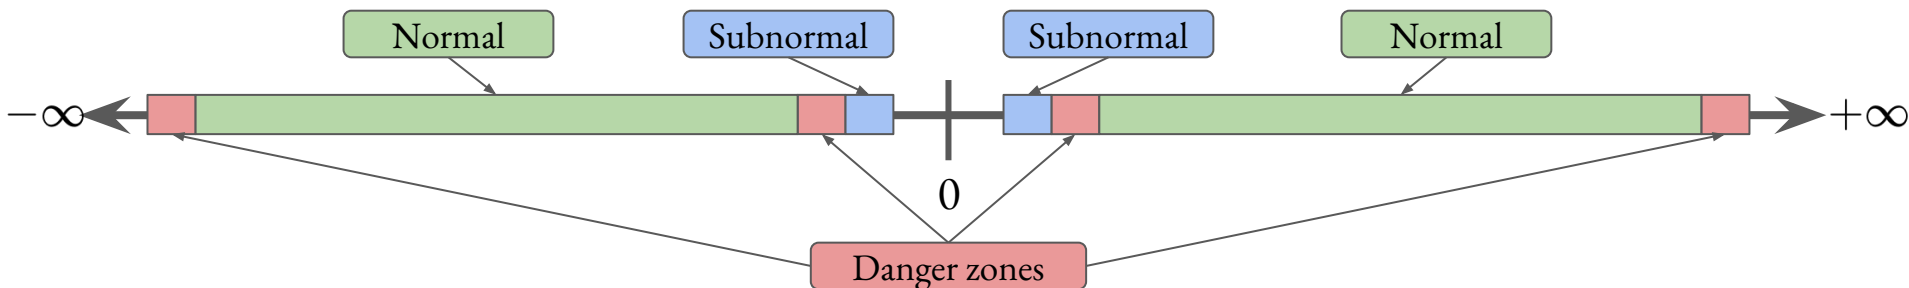 Normal
Subnormal
Subnormal
Normal
−∞
+∞
0
Danger zones